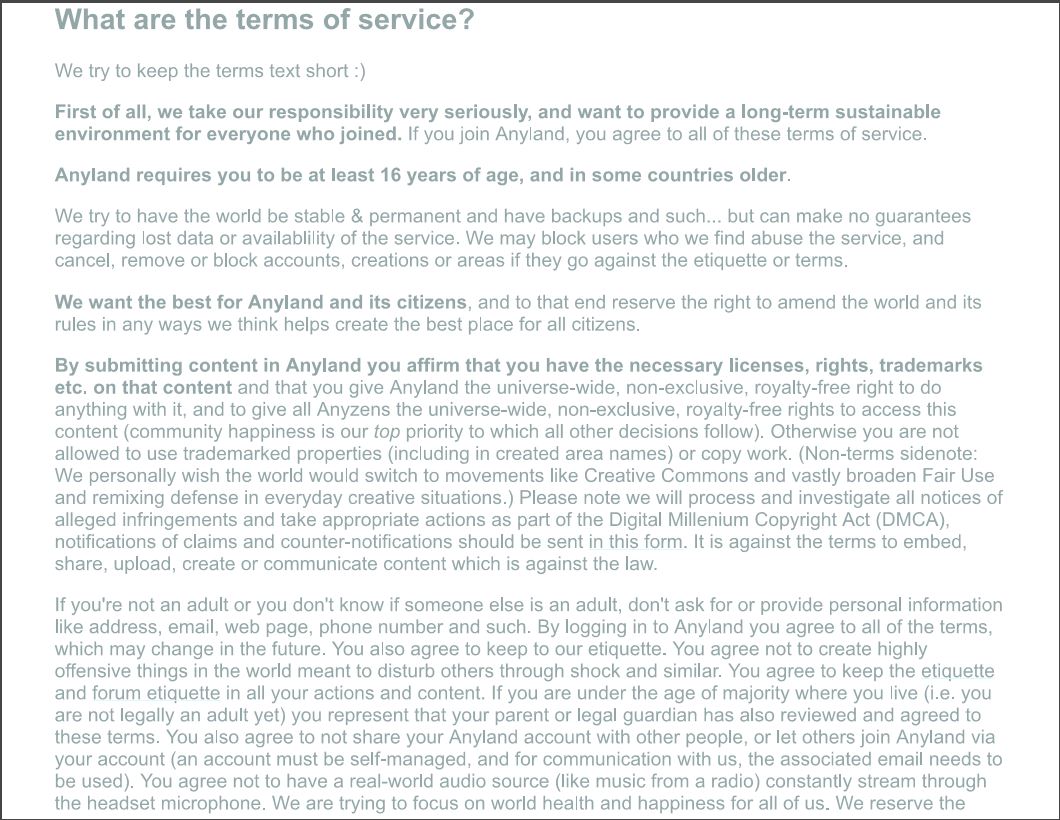 What are the terms of service?
We try to keep the terms text short :)
First of all, we take our responsibility very seriously, and want to provide a long-term sustainable
environment for everyone who joined. If you join Anyland, you agree to all of these terms of service.
Anyland requires you to be at least 16 years of age, and in some countries older.
We try to have the world be stable & permanent and have backups and such... but can make no guarantees
regarding lost data or availablility of the service. We may block users who we find abuse the service, and
cancel, remove or block accounts, creations or areas if they go against the etiquette or terms.
We want the best for Anyland and its citizens, and to that end reserve the right to amend the world and its
rules in any ways we think helps create the best place for all citizens.
By submitting content in Anyland you affirm that you have the necessary licenses, rights, trademarks
etc. on that content and that you give Anyland the universe-wide, non-exclusive, royalty-free right to do
anything with it, and to give all Anyzens the universe-wide, non-exclusive, royalty-free rights to access this
content (community happiness is our top priority to which all other decisions follow). Otherwise you are not
allowed to use trademarked properties (including in created area names) or copy work. (Non-terms sidenote:
We personally wish the world would switch to movements like Creative Commons and vastly broaden Fair Use
and remixing defense in everyday creative situations.) Please note we will process and investigate all notices of
alleged infringements and take appropriate actions as part of the Digital Millenium Copyright Act (DMCA),
notifications of claims and counter-notifications should be sent in this form. It is against the terms to embed,
share, upload, create or communicate content which is against the law.
If you're not an adult or you don't know if someone else is an adult, don't ask for or provide personal information
like address, email, web page, phone number and such. By logging in to Anyland you agree to all of the terms,
which may change in the future. You also agree to keep to our etiquette. You agree not to create highly
offensive things in the world meant to disturb others through shock and similar. You agree to keep the etiquette
and forum etiquette in all your actions and content. If you are under the age of majority where you live (i.e. you
are not legally an adult yet) you represent that your parent or legal guardian has also reviewed and agreed to
these terms. You also agree to not share your Anyland account with other people, or let others join Anyland via
your account (an account must be self-managed, and for communication with us, the associated email needs to
be used). You agree not to have a real-world audio source (like music from a radio) constantly stream through
the headset microphone. We are trying to focus on world health and happiness for all of us. We reserve the